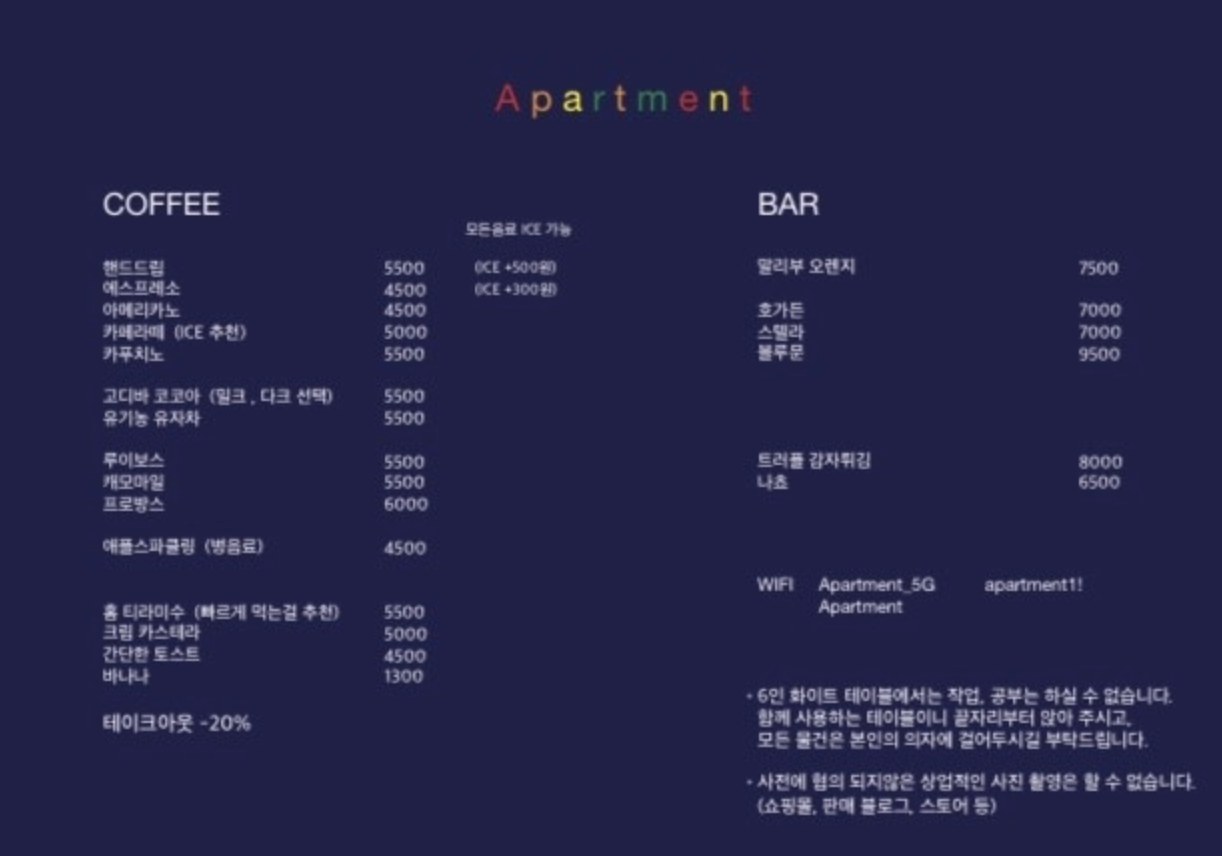 Apartment
COFFEE
모든음료 ICE 가능
핸드드립 5500 (ICE +500원)
에스프레소 4500 (ICE +300원)
아메리카노 4500
카페라떼 (ICE 추천) 5000
카푸치노 5500
고디바 코코아 (밀크 , 다크 선택) 5500
유기농 유자차 5500
루이보스 5500
캐모마일 5500
프로방스 6000
애플스파클링 (병음료) 4500
홈 티라미수 (빠르게 먹는걸 추천) 5500
크림 카스테라 5000
간단한 토스트 4500
바나나 1300
테이크아웃 -20%
BAR
말리부 오렌지 7500
호가든 7000
스텔라 7000
블루문 9500
트러플 감자튀김 8000
나쵸 6500
WIFI Apartment_5G apartment1!
Apartment
• 6인 화이트 테이블에서는 작업, 공부는 하실 수 없습니다.
함께 사용하는 테이블이니 끝자리부터 앉아 주시고,
모든 물건은 본인의 의자에 걸어두시길 부탁드립니다.
• 사전에 협의 되지않은 상업적인 사진 촬영은 할 수 없습니다.
(쇼핑몰, 판매 블로그, 스토어 등)